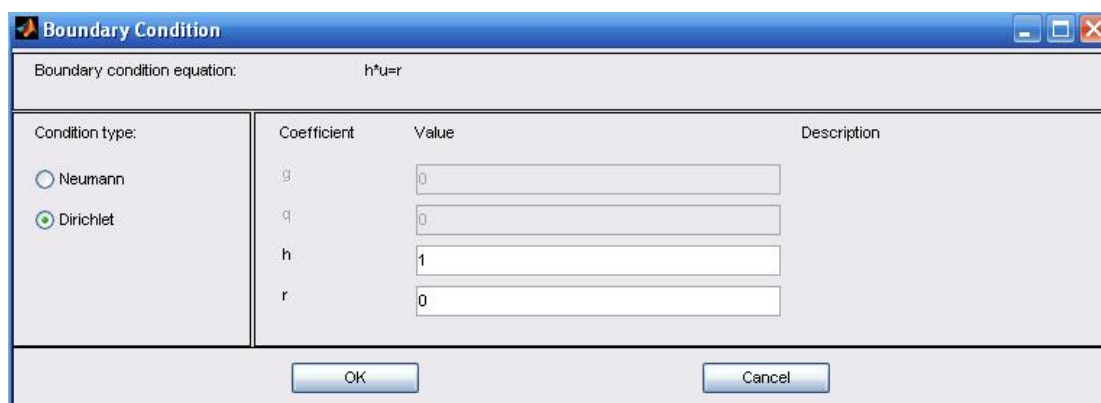 Boundary Condition
Boundary condition equation: h*u=r
Condition type:
Neumann
Dirichlet
Coefficient Value Description
g 0
q 0
h 1
r 0
OK Cancel